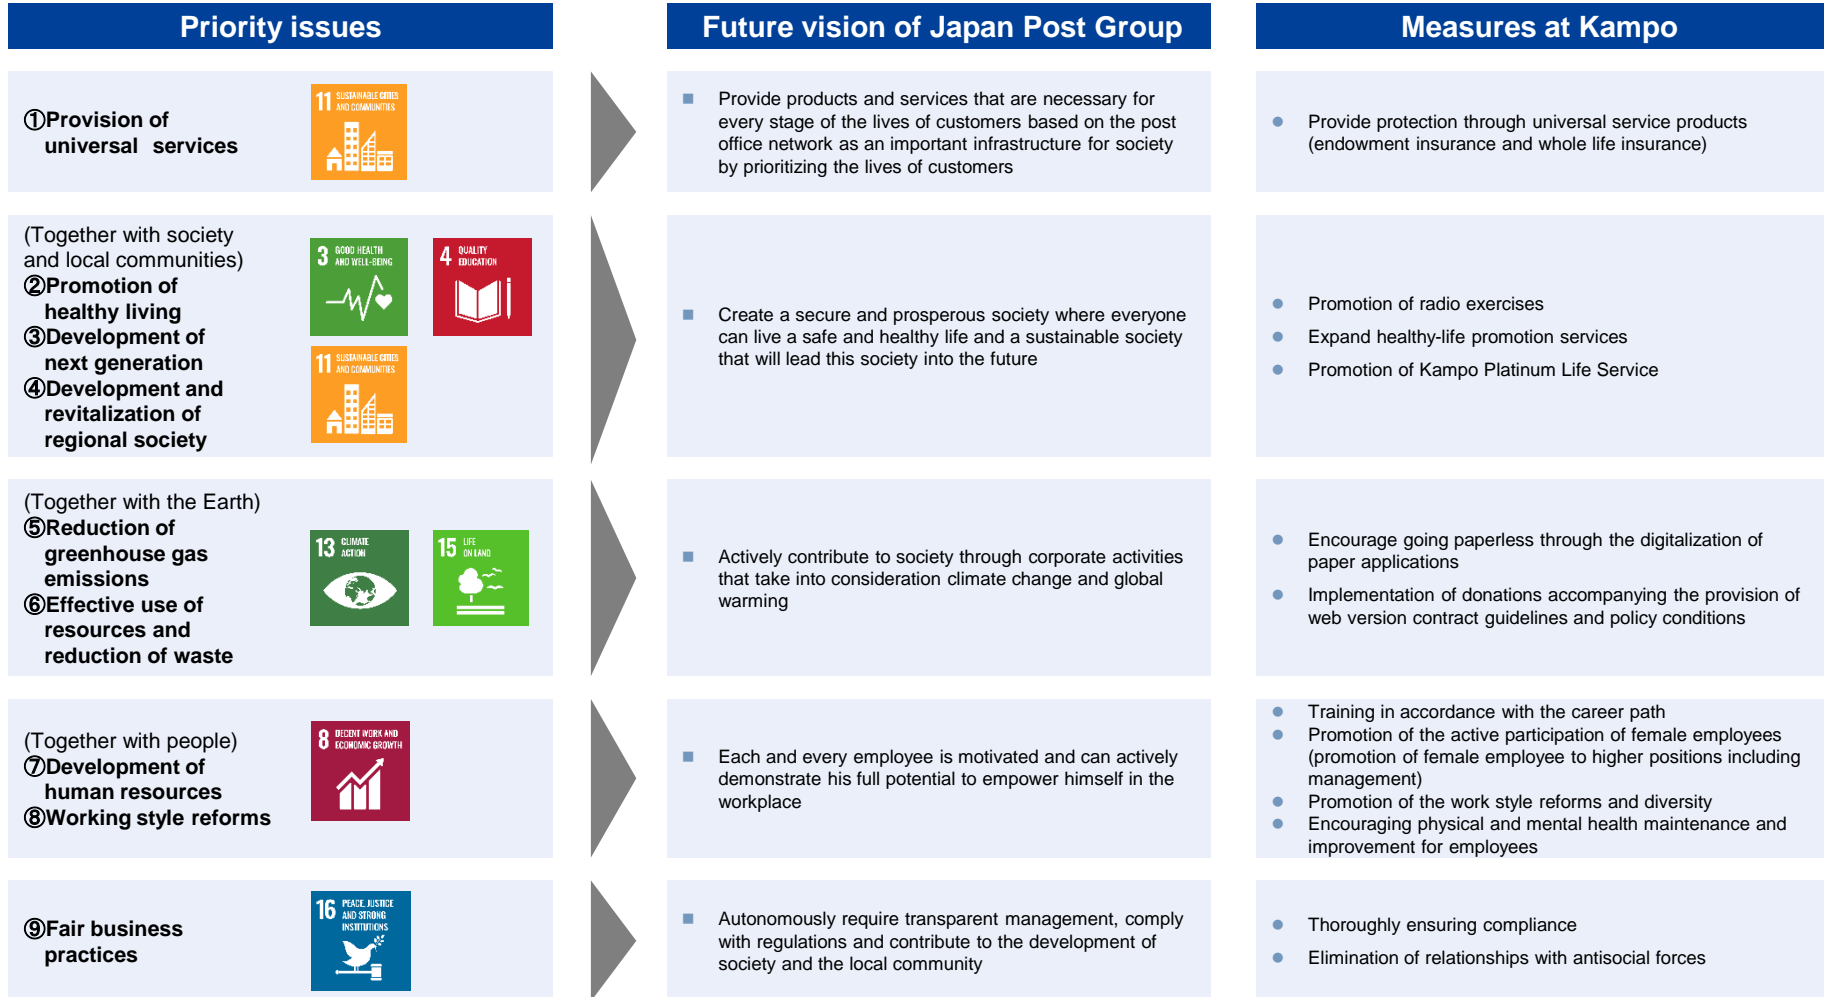 Priority issues
Future vision of Japan Post Group
Measures at Kampo
①Provision of
universal services
11 SUSTAINABLE CITIES
AND COMMUNITIES
Provide products and services that are necessary for
every stage of the lives of customers based on the post
office network as an important infrastructure for society
by prioritizing the lives of customers
Provide protection through universal service products
(endowment insurance and whole life insurance)
(Together with society
and local communities)
②Promotion of
healthy living
③Development of
next generation
④Development and
revitalization of
regional society
3 GOOD HEALTH
AND WELL-BEING
4 QUALITY
EDUCATION
11 SUSTAINABLE CITIES
AND COMMUNITIES
Create a secure and prosperous society where everyone
can live a safe and healthy life and a sustainable society
that will lead this society into the future
Promotion of radio exercises
Expand healthy-life promotion services
Promotion of Kampo Platinum Life Service
(Together with the Earth)
⑤Reduction of
greenhouse gas
emissions
⑥Effective use of
resources and
reduction of waste
13 CLIMATE
ACTION
15 LIFE
ON LAND
Actively contribute to society through corporate activities
that take into consideration climate change and global
warming
Encourage going paperless through the digitalization of
paper applications
Implementation of donations accompanying the provision of
web version contract guidelines and policy conditions
(Together with people)
⑦Development of
human resources
⑧Working style reforms
8 DECENT WORK AND
ECONOMIC GROWTH
Each and every employee is motivated and can actively
demonstrate his full potential to empower himself in the
workplace
Training in accordance with the career path
Promotion of the active participation of female employees
(promotion of female employee to higher positions including
management)
Promotion of the work style reforms and diversity
Encouraging physical and mental health maintenance and
improvement for employees
⑨Fair business
practices
16 PEACE, JUSTICE
AND STRONG
INSTITUTIONS
Autonomously require transparent management, comply
with regulations and contribute to the development of
society and the local community
Thoroughly ensuring compliance
Elimination of relationships with antisocial forces